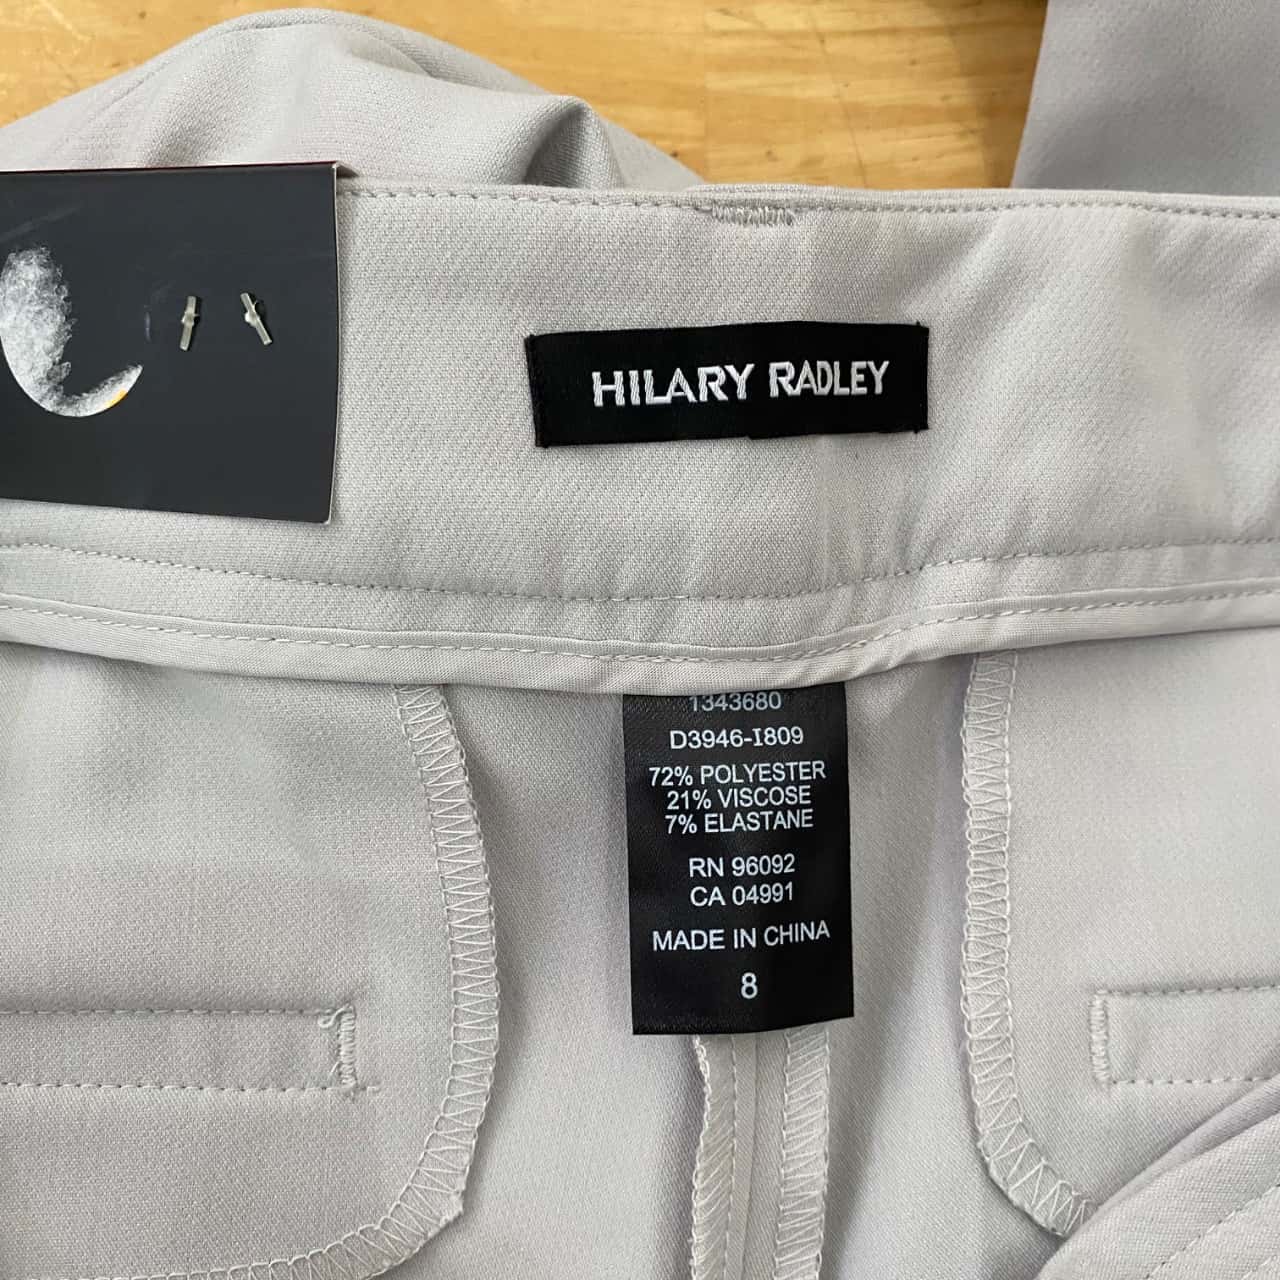 HILARY RADLEY
1343680
D3946-I809
72% POLYESTER
21% VISCOSE
7% ELASTANE
RN 96092
CA 04991
MADE IN CHINA
8